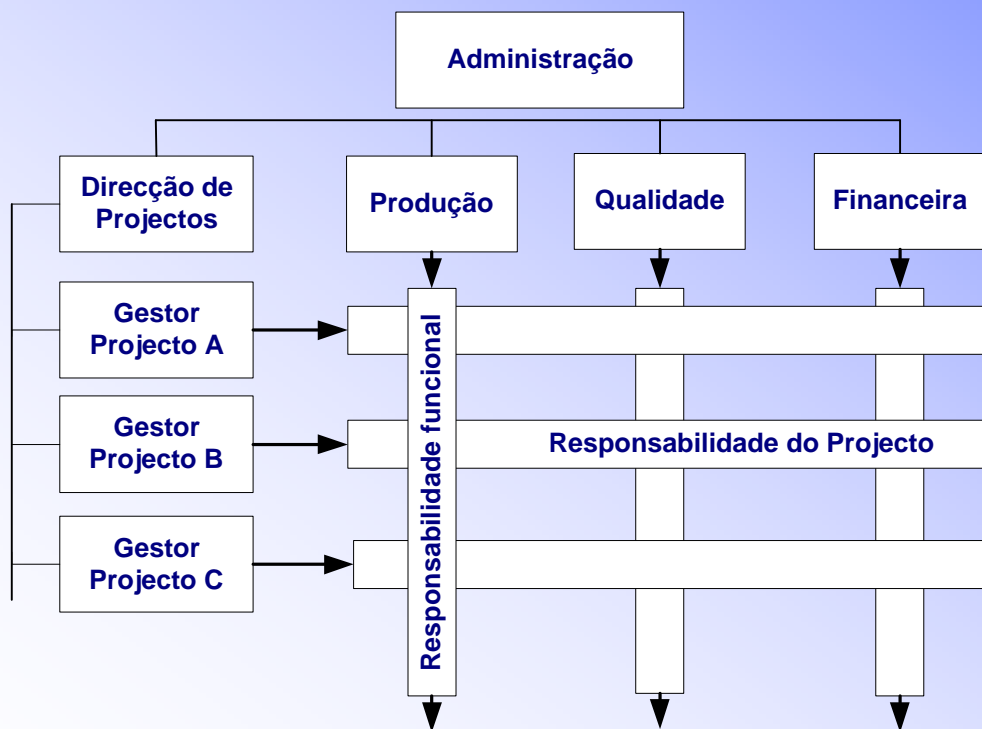 Administração
Direcção de
Projectos
Produção
Qualidade
Financeira
Gestor
Projecto A
Gestor
Projecto B
Gestor
Projecto C
Responsabilidade funcional
Responsabilidade do Projecto